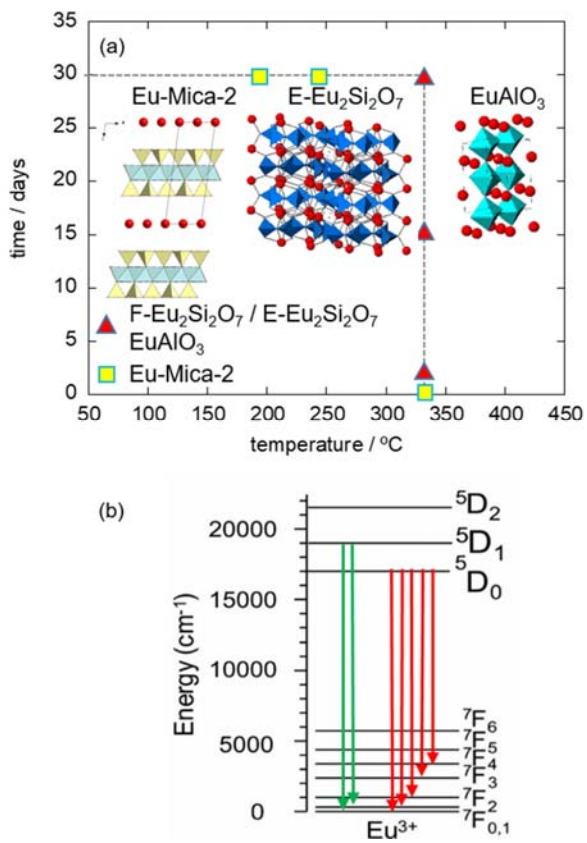 (a)
Eu-Mica-2 E-Eu₂Si₂O₇ EuAlO₃
F-Eu₂Si₂O₇ / E-Eu₂Si₂O₇
EuAlO₃
Eu-Mica-2
time / days
35
30
25
20
15
10
5
0
50 100 150 200 250 300 350 400 450
temperature / ºC
(b)
Energy (cm⁻¹)
20000
15000
10000
5000
0
⁵D₂
⁵D₁
⁵D₀
⁷F₆
⁷F₅
⁷F₄
⁷F₃
⁷F₂
⁷F₀,₁
Eu³⁺